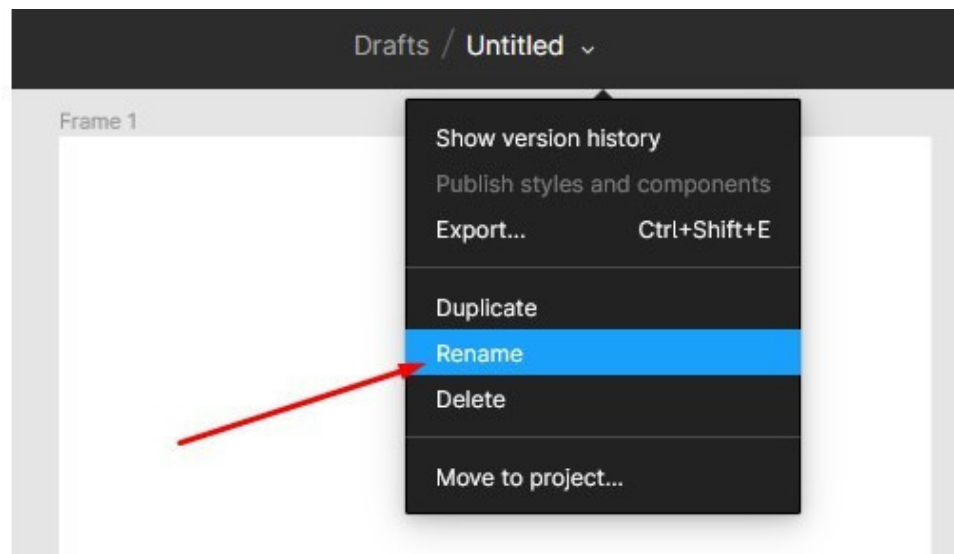 Drafts / Untitled
Frame 1
Show version history
Publish styles and components
Export... Ctrl+Shift+E
Duplicate
Rename
Delete
Move to project...